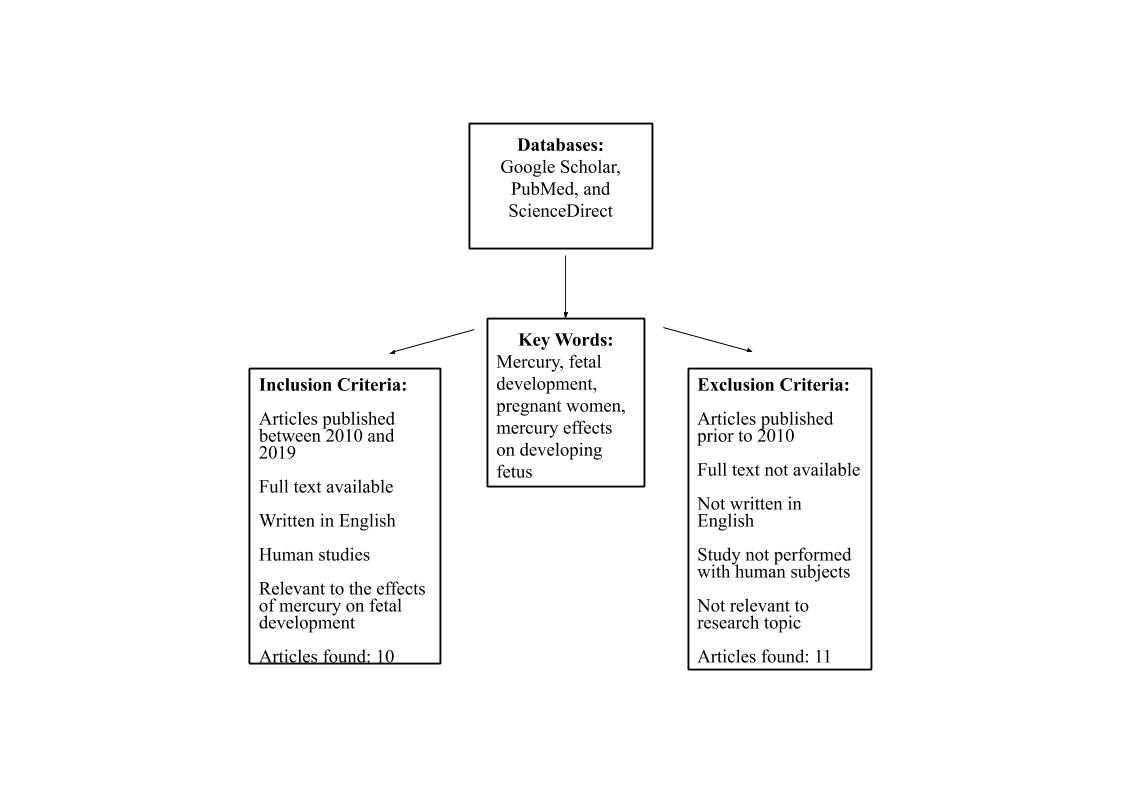 Databases:
Google Scholar,
PubMed, and
ScienceDirect
Key Words:
Mercury, fetal
development,
pregnant women,
mercury effects
on developing
fetus
Inclusion Criteria:
Articles published
between 2010 and
2019
Full text available
Written in English
Human studies
Relevant to the effects
of mercury on fetal
development
Articles found: 10
Exclusion Criteria:
Articles published
prior to 2010
Full text not available
Not written in
English
Study not performed
with human subjects
Not relevant to
research topic
Articles found: 11